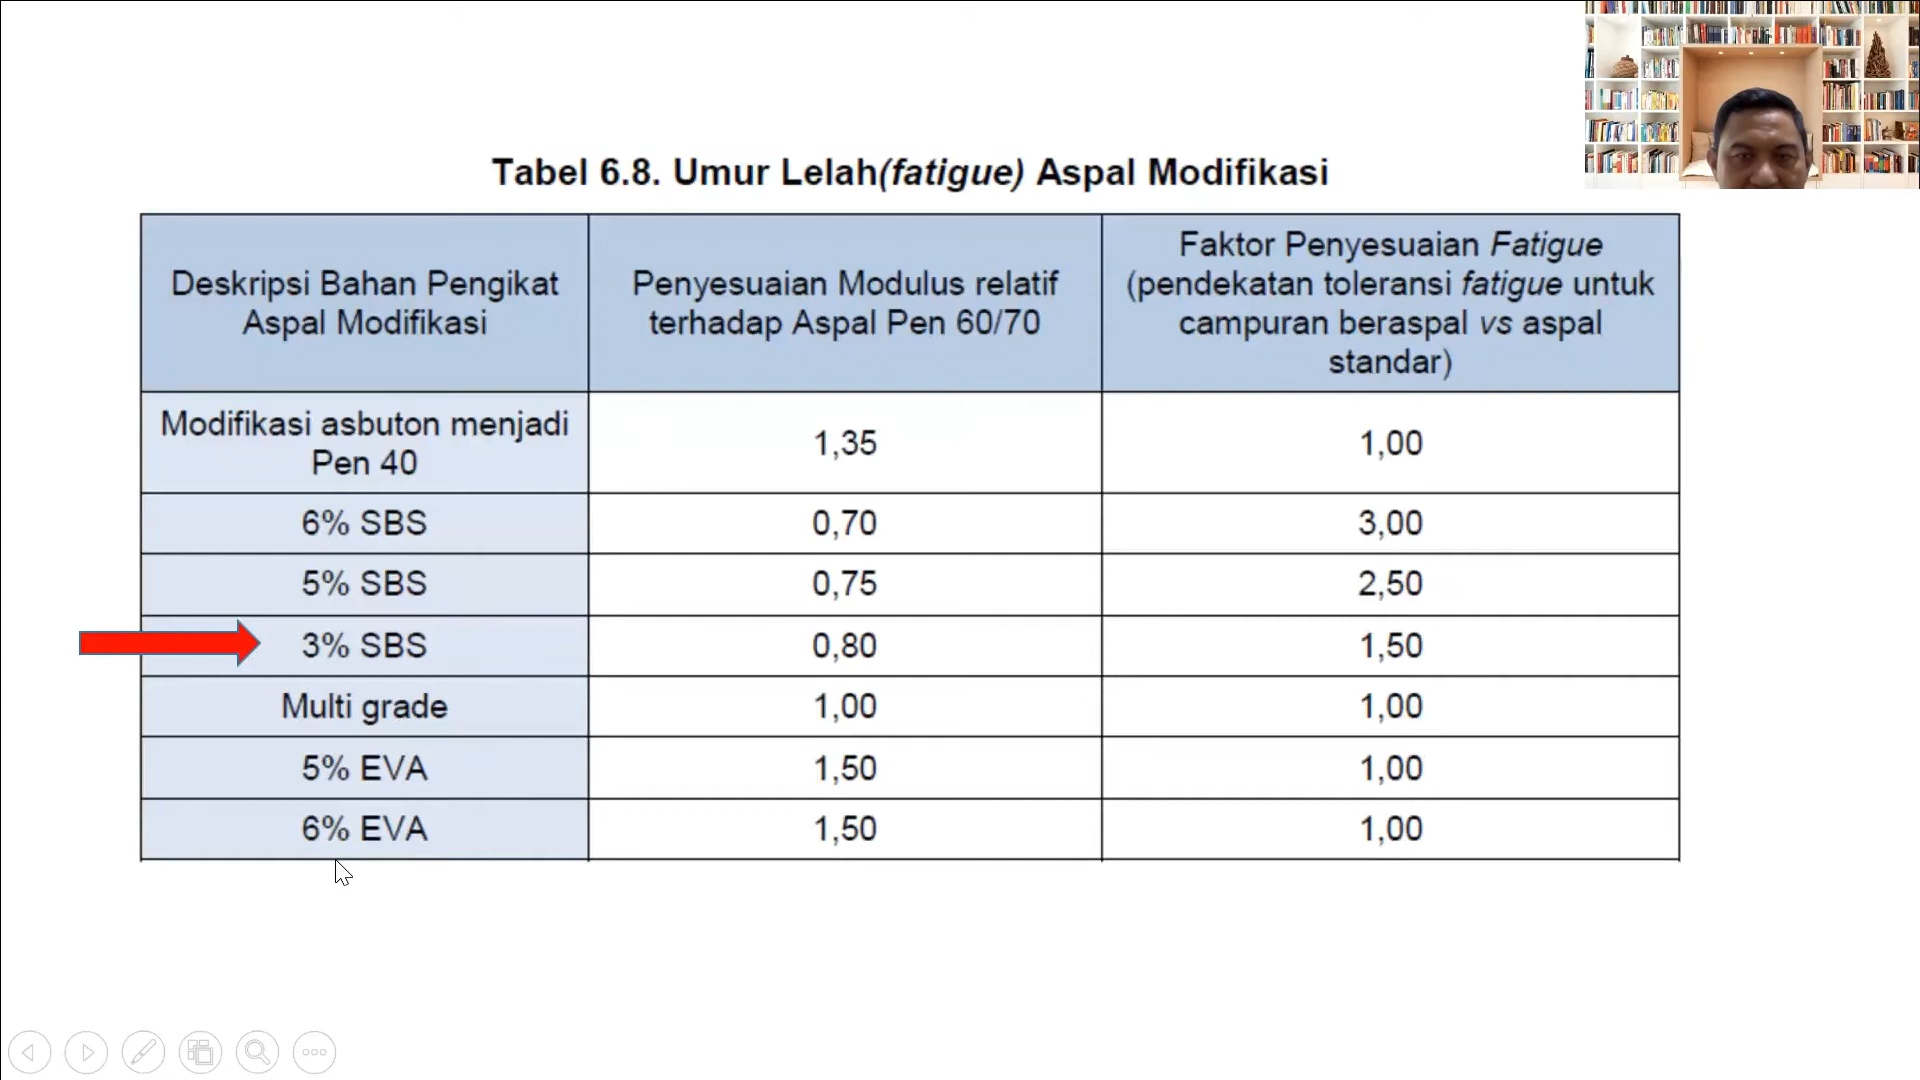 Tabel 6.8. Umur Lelah(fatigue) Aspal Modifikasi
Deskripsi Bahan Pengikat
Aspal Modifikasi
Penyesuaian Modulus relatif
terhadap Aspal Pen 60/70
Faktor Penyesuaian Fatigue
(pendekatan toleransi fatigue untuk
campuran beraspal vs aspal
standar)
Modifikasi asbuton menjadi
Pen 40
1,35
1,00
6% SBS
0,70
3,00
5% SBS
0,75
2,50
3% SBS
0,80
1,50
Multi grade
1,00
1,00
5% EVA
1,50
1,00
6% EVA
1,50
1,00